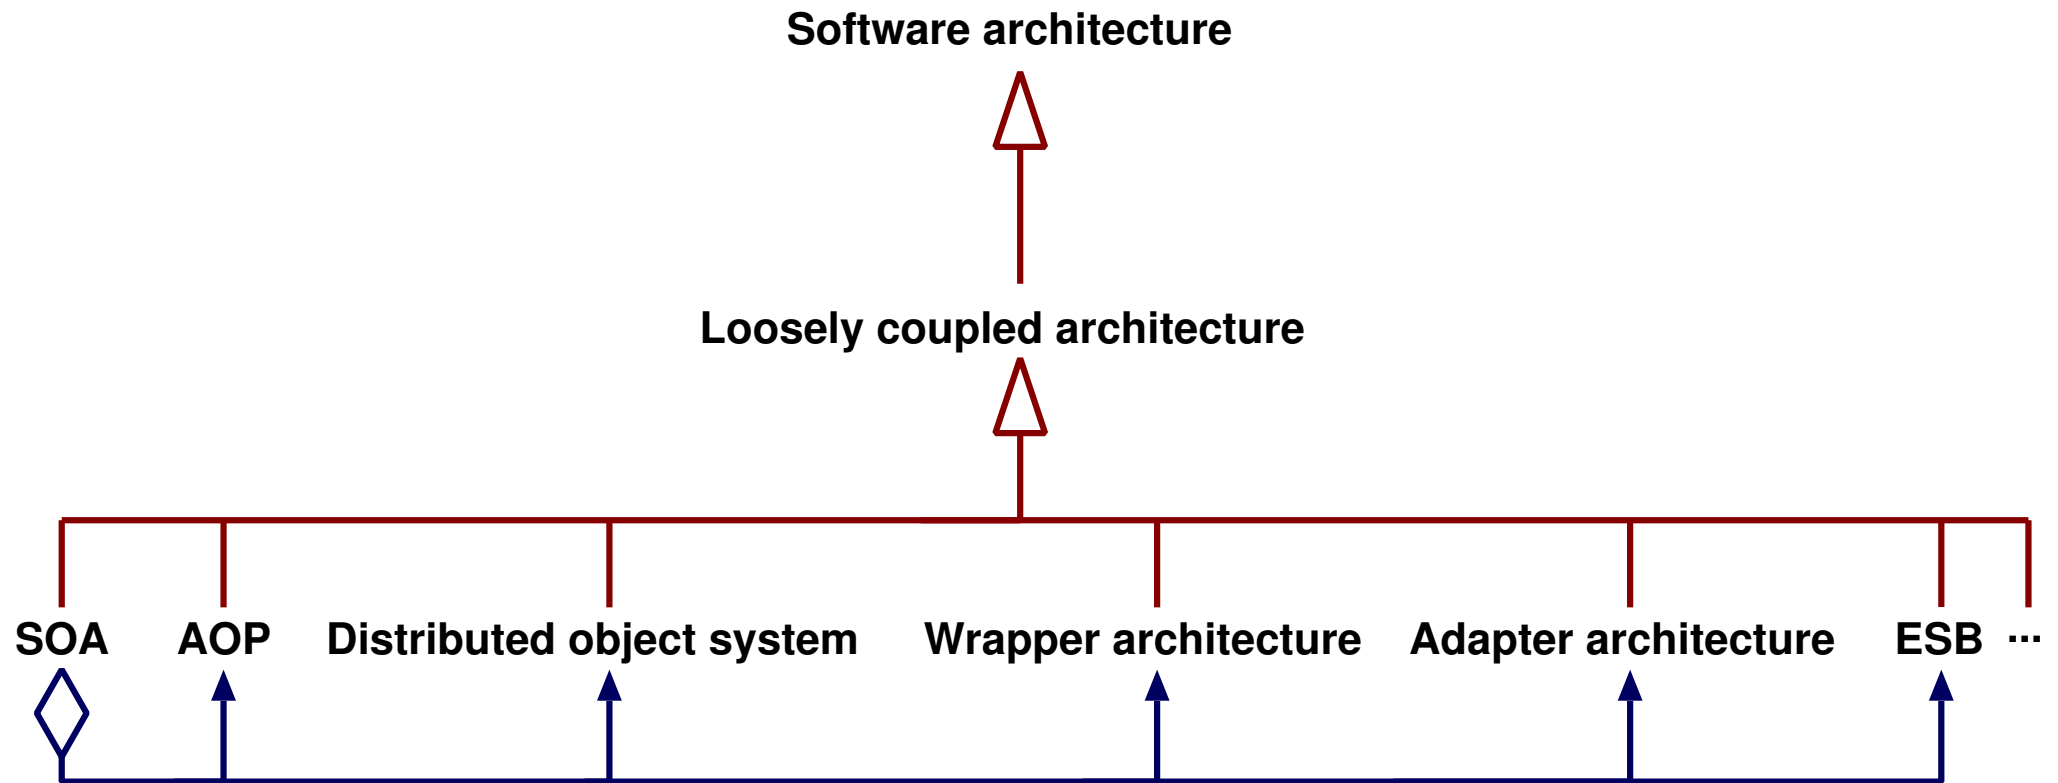 Software architecture
Loosely coupled architecture
SOA AOP Distributed object system Wrapper architecture Adapter architecture ESB ...